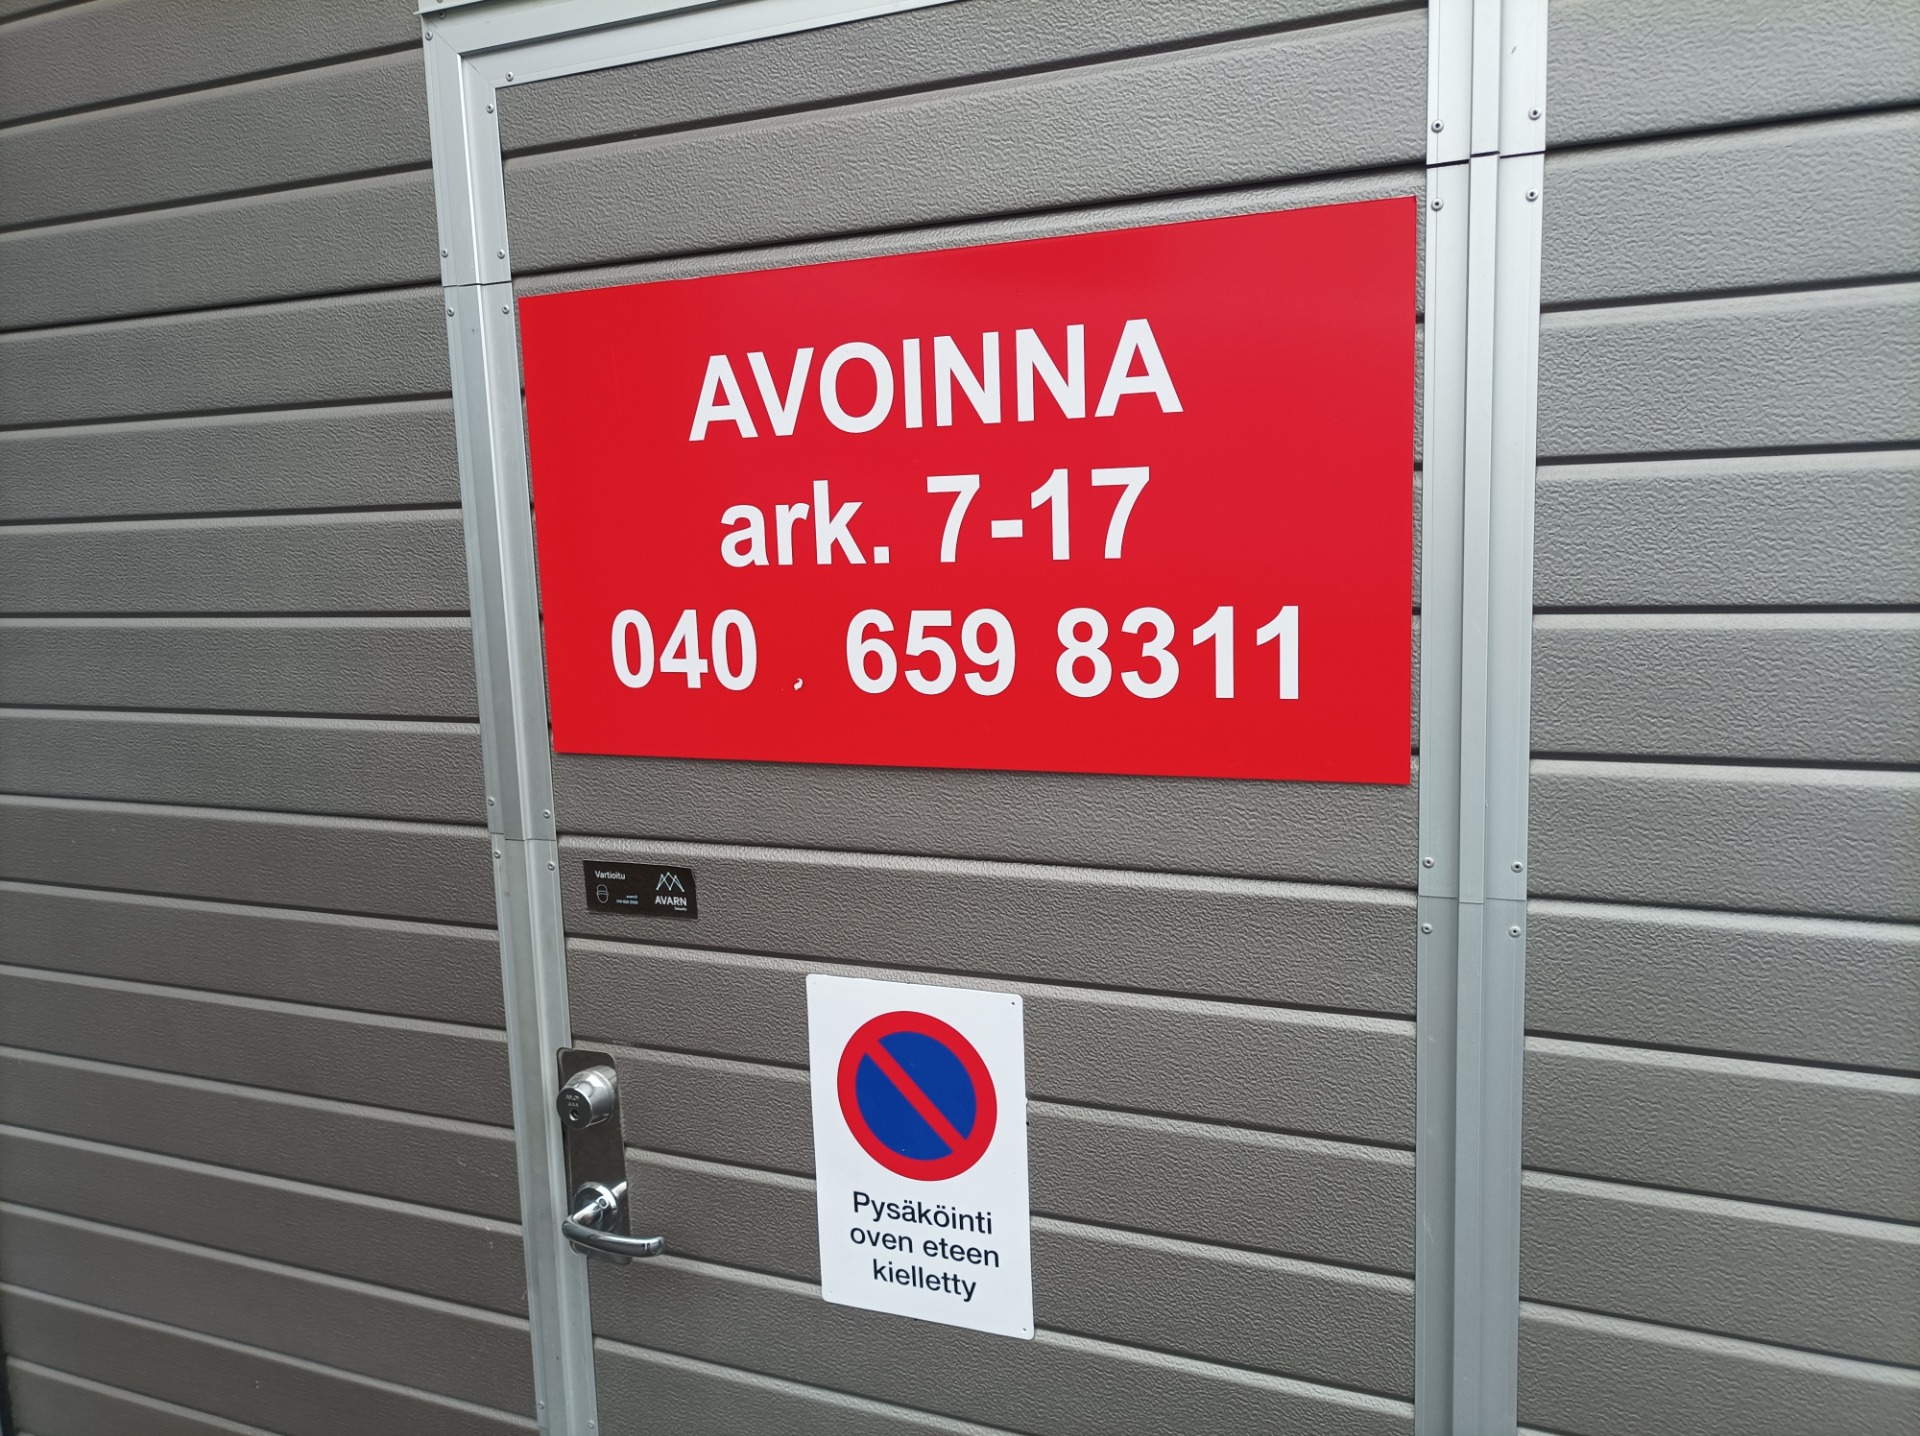 AVOINNA
ark. 7-17
040 659 8311
Vartioitu
AVARN
Pysäköinti
oven eteen
kielletty